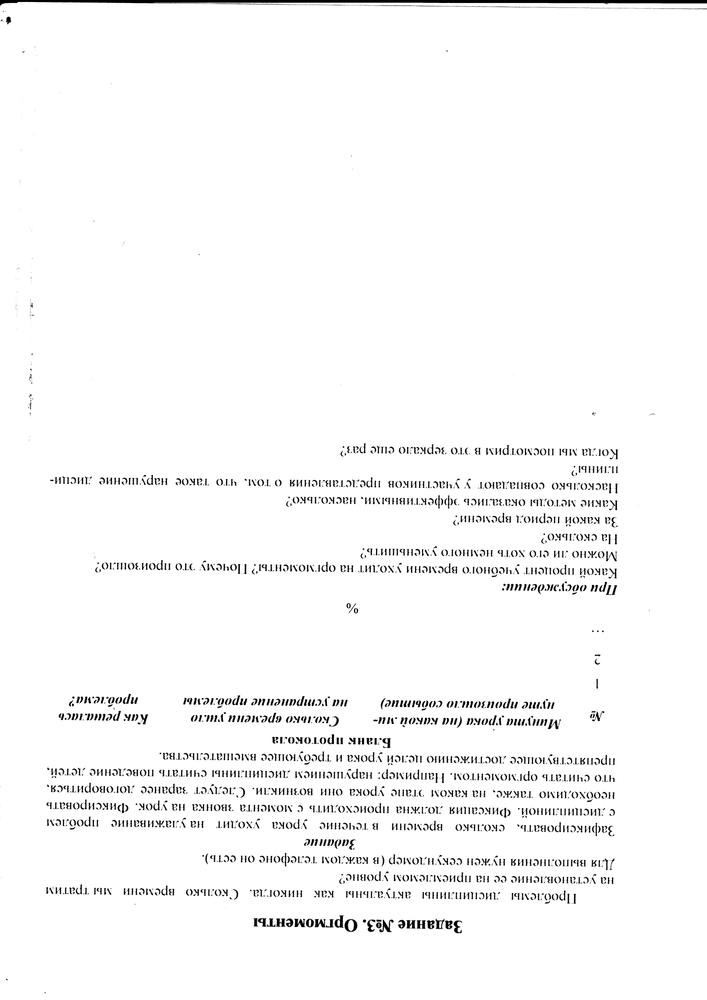 Задание №3. Оргмоменты
Проблемы дисциплины актуальны как никогда. Сколько времени мы тратим
на установление ее на приемлемом уровне?
Для выполнения нужен секундомер (в каждом телефоне он есть).
Задание
Зафиксировать, сколько времени в течение урока уходит на улаживание проблем
с дисциплиной. Фиксация должна происходить с момента звонка на урок. Фиксировать
необходимо также, на каком этапе урока они возникли. Следует заранее договориться,
что считать оргмоментом. Например: нарушением дисциплины считать поведение детей,
препятствующее достижению целей урока и требующее вмешательства.
Бланк протокола
№ Минута урока (на какой ми- Сколько времени ушло Как решалась
нуте произошло событие) на устранение проблемы проблема?
1
2
...
%
При обсуждении:
Какой процент учебного времени уходит на оргмоменты? Почему это произошло?
Можно ли его хоть немного уменьшить?
На сколько?
За какой период времени?
Какие методы оказались эффективными, насколько?
Насколько совпадают у участников представления о том, что такое нарушение дисци-
плины?
Когда мы посмотрим в это зеркало еще раз?